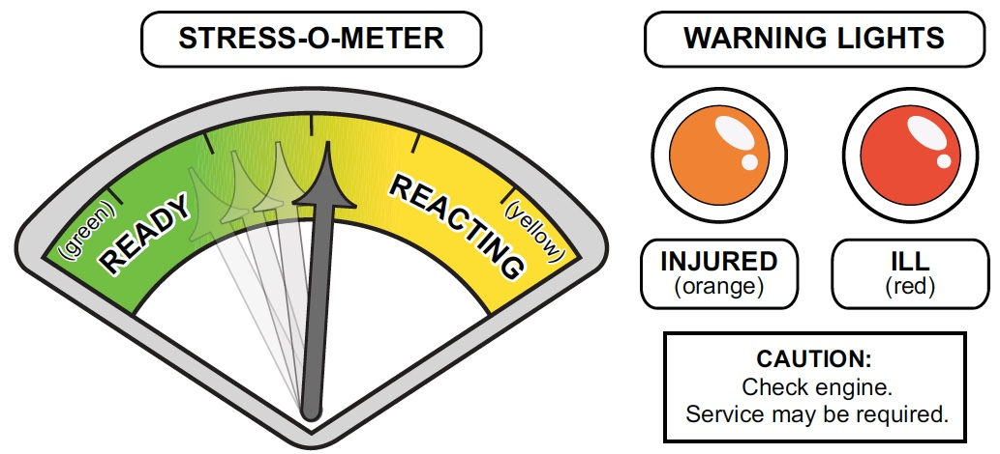 STRESS-O-METER
WARNING LIGHTS
(green)
READY
REACTING
(yellow)
INJURED
(orange)
ILL
(red)
CAUTION:
Check engine.
Service may be required.